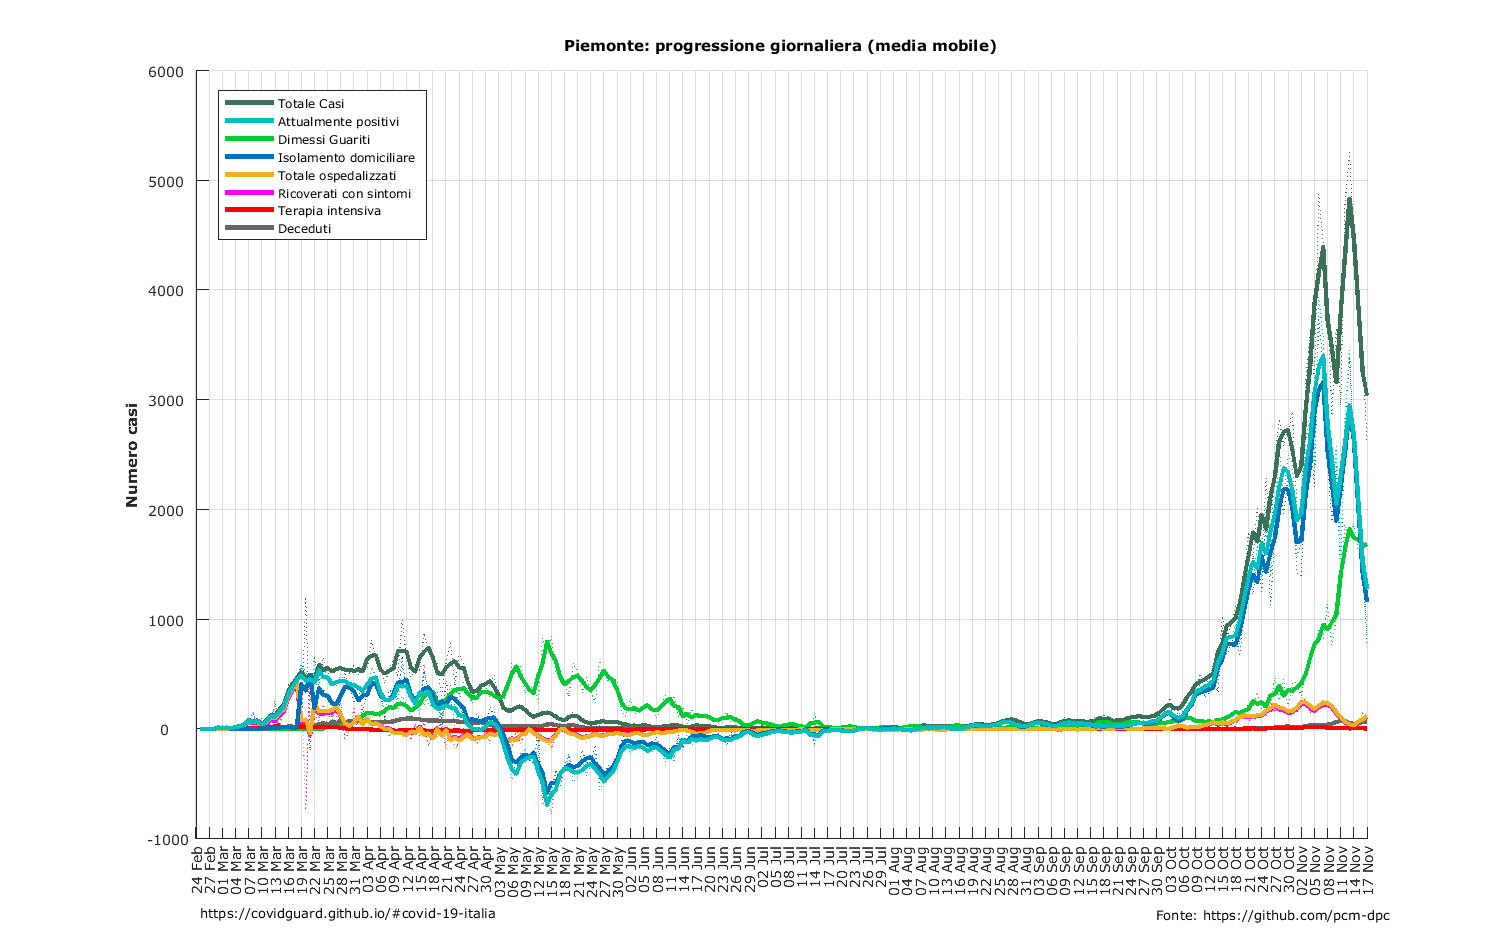 Piemonte: progressione giornaliera (media mobile)
6000
5000
4000
3000
2000
1000
0
-1000
Numero casi
Totale Casi
Attualmente positivi
Dimessi Guariti
Isolamento domiciliare
Totale ospedalizzati
Ricoverati con sintomi
Terapia intensiva
Deceduti
24 Feb
27 Feb
01 Mar
04 Mar
07 Mar
10 Mar
13 Mar
16 Mar
19 Mar
22 Mar
25 Mar
28 Mar
31 Mar
03 Apr
06 Apr
09 Apr
12 Apr
15 Apr
18 Apr
21 Apr
24 Apr
27 Apr
30 Apr
03 May
06 May
09 May
12 May
15 May
18 May
21 May
24 May
27 May
30 May
02 Jun
05 Jun
08 Jun
11 Jun
14 Jun
17 Jun
20 Jun
23 Jun
26 Jun
29 Jun
02 Jul
05 Jul
08 Jul
11 Jul
14 Jul
17 Jul
20 Jul
23 Jul
26 Jul
29 Jul
01 Aug
04 Aug
07 Aug
10 Aug
13 Aug
16 Aug
19 Aug
22 Aug
25 Aug
28 Aug
31 Aug
03 Sep
06 Sep
09 Sep
12 Sep
15 Sep
18 Sep
21 Sep
24 Sep
27 Sep
30 Sep
03 Oct
06 Oct
09 Oct
12 Oct
15 Oct
18 Oct
21 Oct
24 Oct
27 Oct
30 Oct
02 Nov
05 Nov
08 Nov
11 Nov
14 Nov
17 Nov
https://covidguard.github.io/#covid-19-italia
Fonte: https://github.com/pcm-dpc